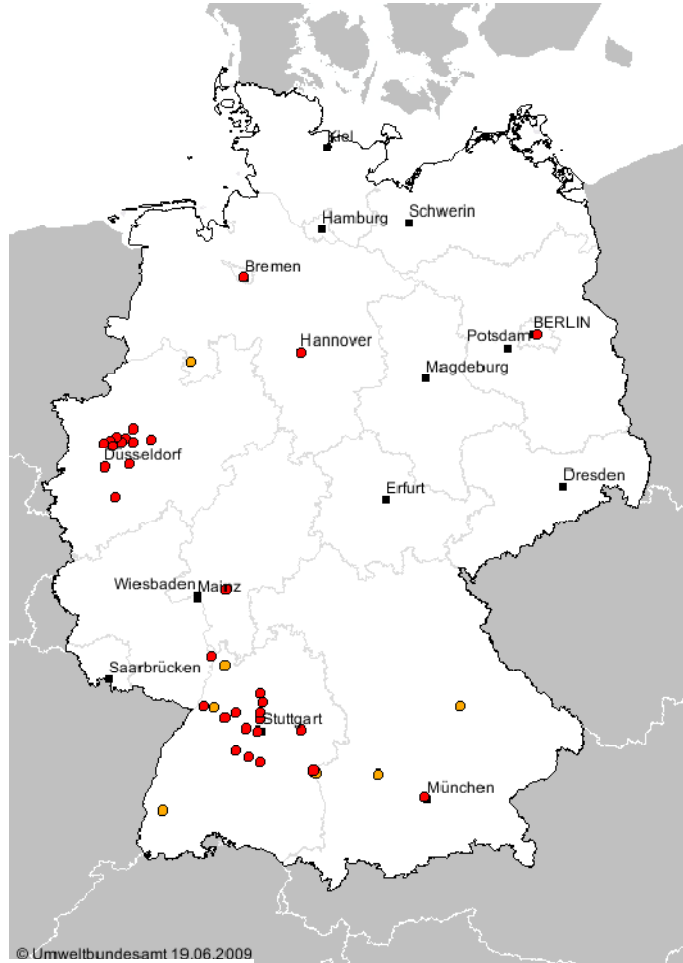 Kiel
Hamburg
Schwerin
Bremen
BERLIN
Potsdam
Hannover
Magdeburg
Dusseldorf
Dresden
Erfurt
Wiesbaden
Mainz
Saarbrücken
Stuttgart
München
© Umweltbundesamt 19.06.2009